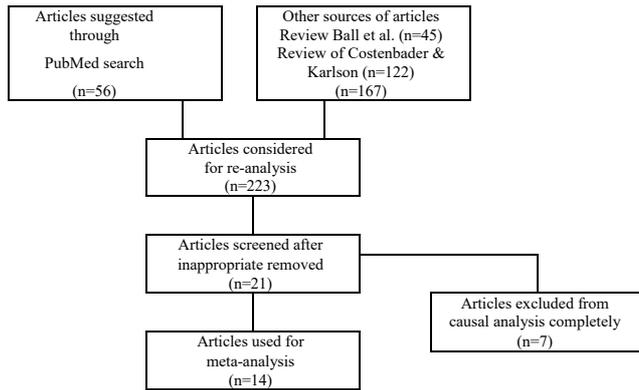 Articles suggested
through
PubMed search
(n=56)
Other sources of articles
Review Ball et al. (n=45)
Review of Costenbader &
Karlson (n=122)
(n=167)
Articles considered
for re-analysis
(n=223)
Articles screened after
inappropriate removed
(n=21)
Articles excluded from
causal analysis completely
(n=7)
Articles used for
meta-analysis
(n=14)